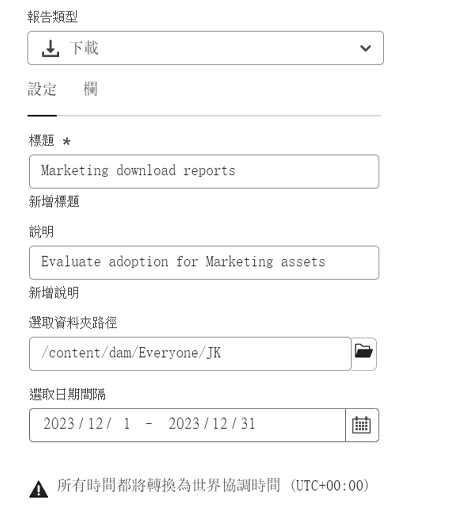 報告類型
下載
設定 欄
標題 *
Marketing download reports
新增標題
說明
Evaluate adoption for Marketing assets
新增說明
選取資料夾路徑
/content/dam/Everyone/JK
選取日期間隔
2023/12/ 1 - 2023/12/31
所有時間都將轉換為世界協調時間 (UTC+00:00)